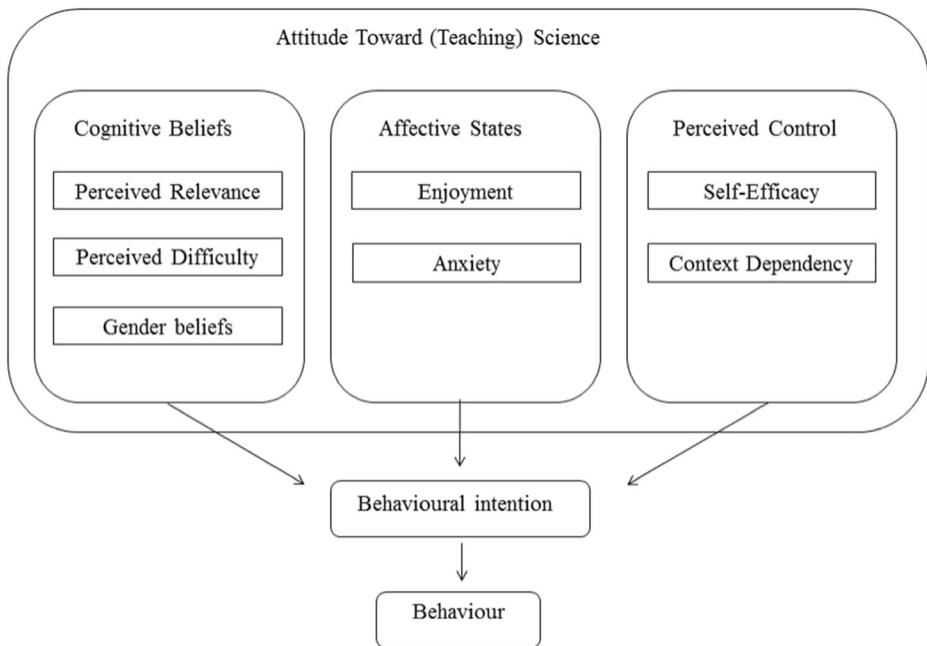 Attitude Toward (Teaching) Science
Cognitive Beliefs
Perceived Relevance
Perceived Difficulty
Gender beliefs
Affective States
Enjoyment
Anxiety
Perceived Control
Self-Efficacy
Context Dependency
Behavioural intention
Behaviour